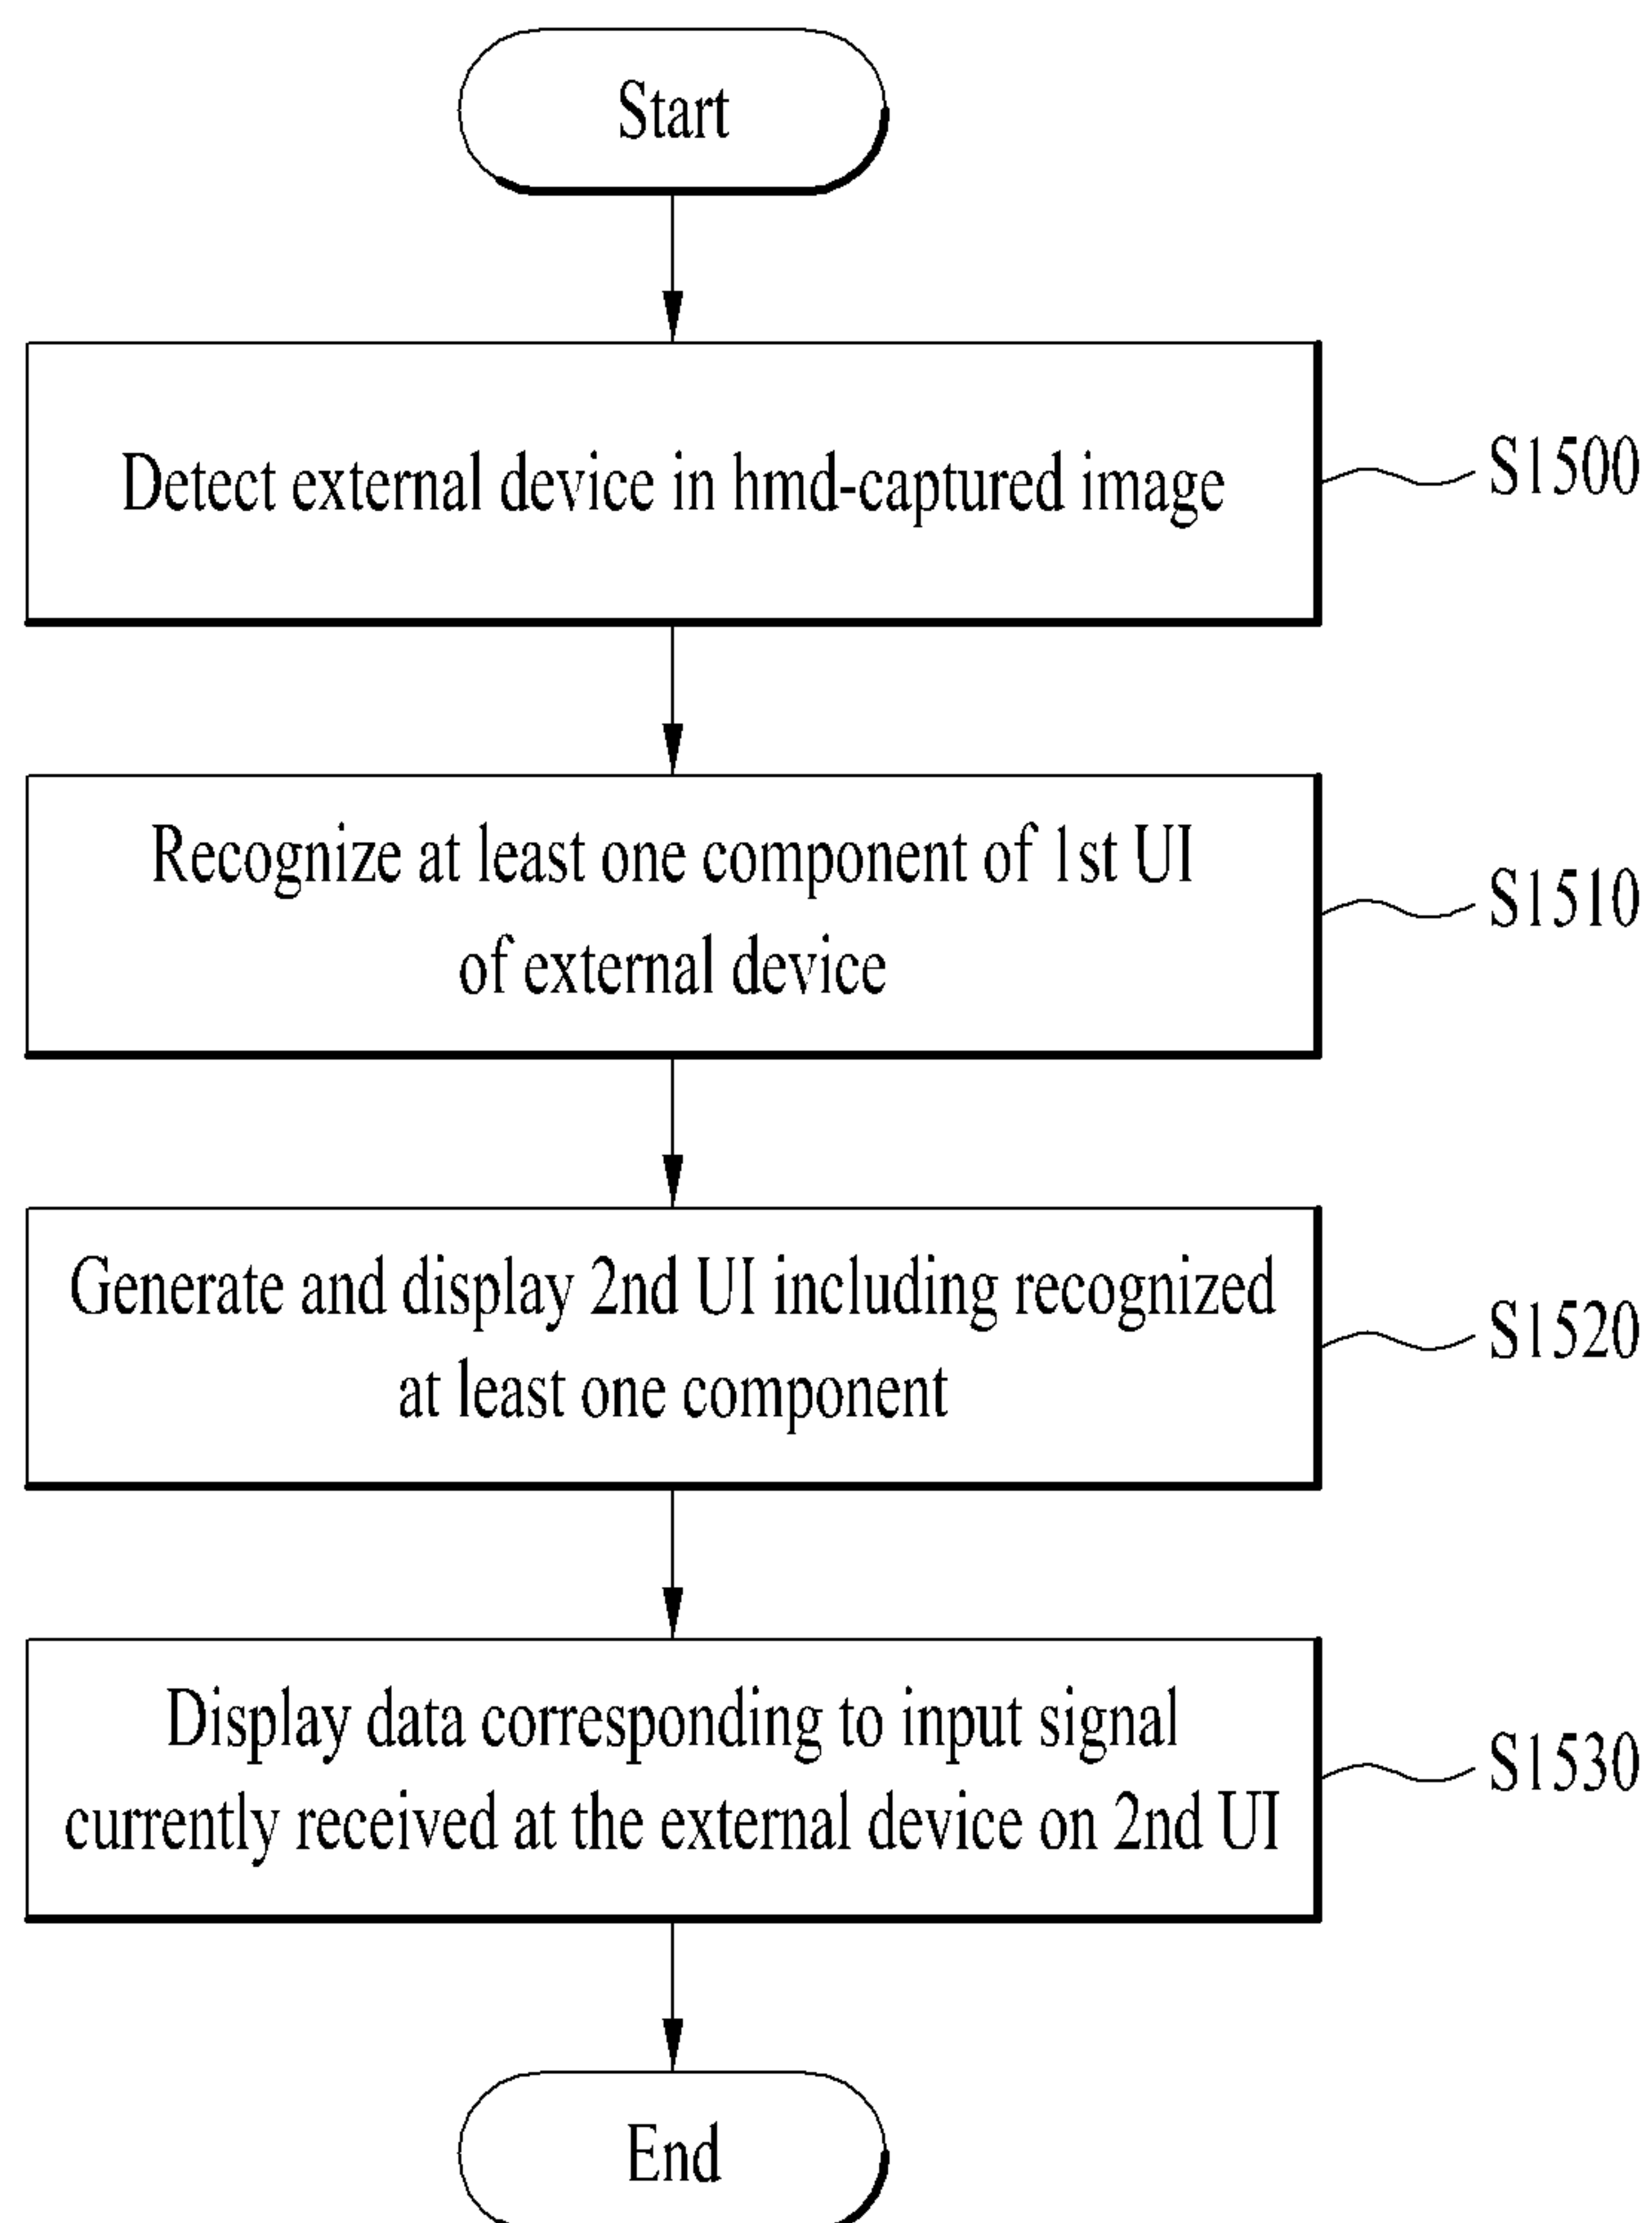 Start
Detect external device in hmd-captured image
S1500
Recognize at least one component of 1st UI
of external device
S1510
Generate and display 2nd UI including recognized
at least one component
S1520
Display data corresponding to input signal
currently received at the external device on 2nd UI
S1530
End